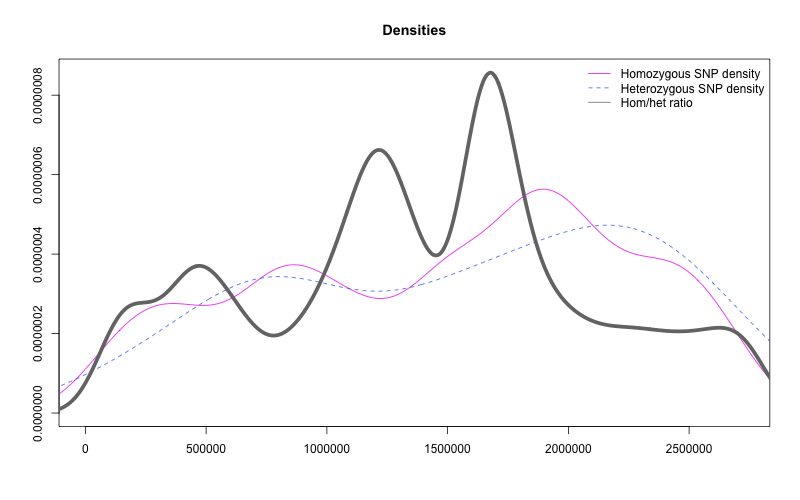 Densities
Homozygous SNP density
Heterozygous SNP density
Hom/het ratio
0.0000008
0.0000006
0.0000004
0.0000002
0.0000000
0 500000 1000000 1500000 2000000 2500000